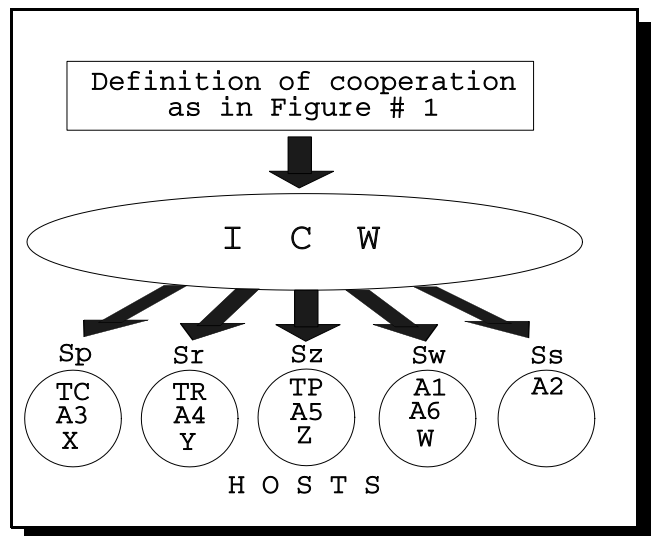 Definition of cooperation
as in Figure # 1
I C W
Sp Sr Sz Sw Ss
TC TR TP A1 A2
A3 A4 A5 A6
X Y Z W
H O S T S